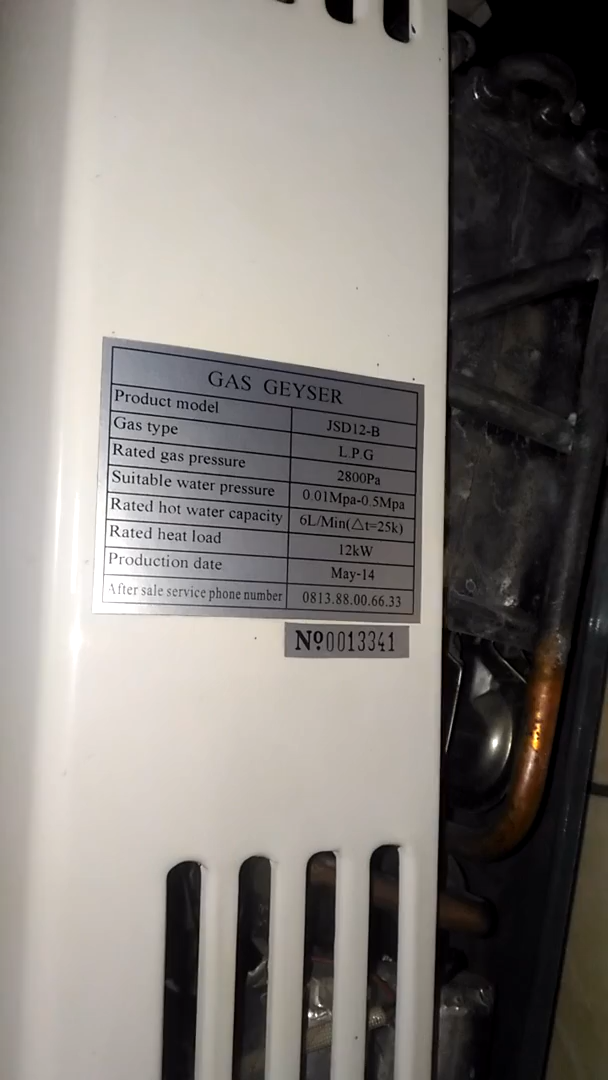 GAS GEYSER
Product model JSD12-B
Gas type L.P.G
Rated gas pressure 2800Pa
Suitable water pressure 0.01Mpa-0.5Mpa
Rated hot water capacity 6L/Min(△t=25k)
Rated heat load 12kW
Production date May-14
After sale service phone number 0813.88.00.66.33
Nº0013341